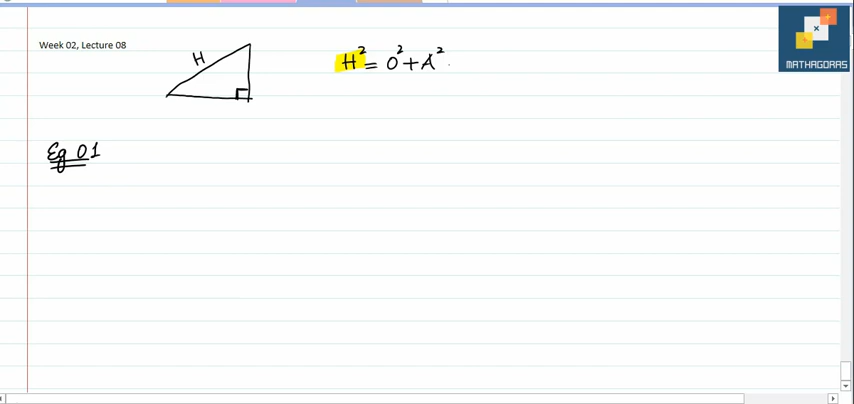 Week 02, Lecture 08
H
H² = O² + A²
× 
MATHAGORAS
Eg 01